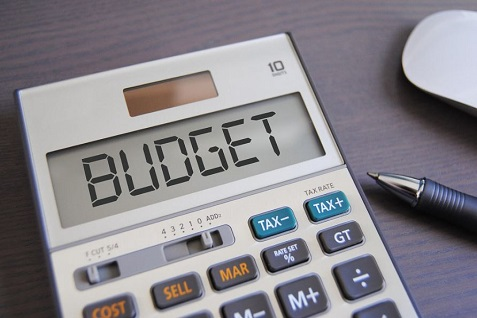 10
DIGITS
BUDGET
TAX RATE
TAX−
TAX+
F CUT 5/4
4 3 2 1 0 ADD2
RATE SET
%
GT
COST
SELL
MAR
M+
÷